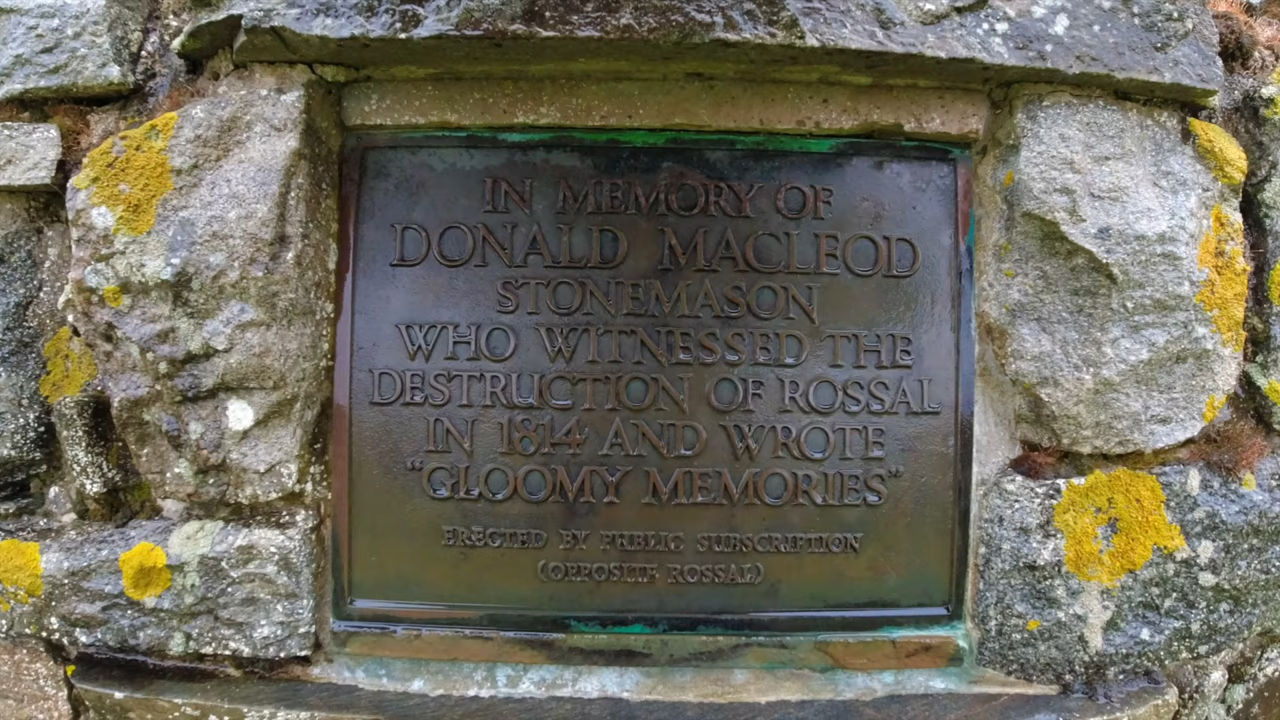 IN MEMORY OF
DONALD MACLEOD
STONEMASON
WHO WITNESSED THE
DESTRUCTION OF ROSSAL
IN 1814 AND WROTE
"GLOOMY MEMORIES"
ERECTED BY PUBLIC SUBSCRIPTION
(OPPOSITE ROSSAL)